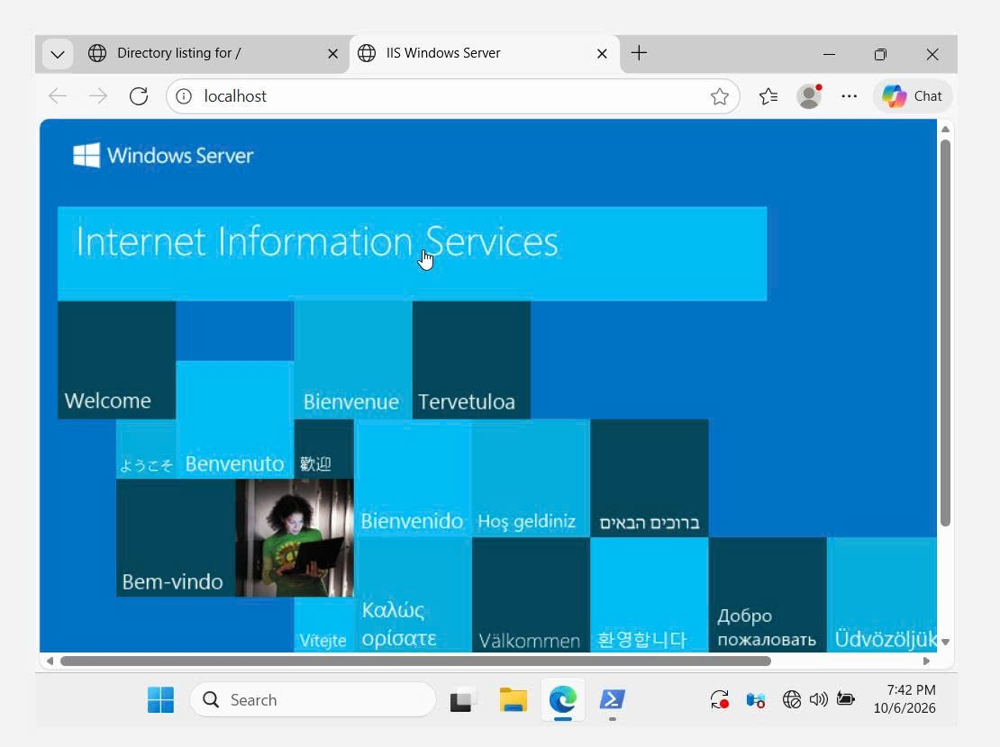 Directory listing for /
IIS Windows Server
localhost
Chat
Windows Server
Internet Information Services
Welcome
Bienvenue
Tervetuloa
ようこそ
Benvenuto
歡迎
Bienvenido
Hoş geldiniz
ברוכים הבאים
Bem-vindo
Vítejte
Καλώς
ορίσατε
Välkommen
환영합니다
Добро
пожаловать
Üdvözöljük
Search
7:42 PM
10/6/2026